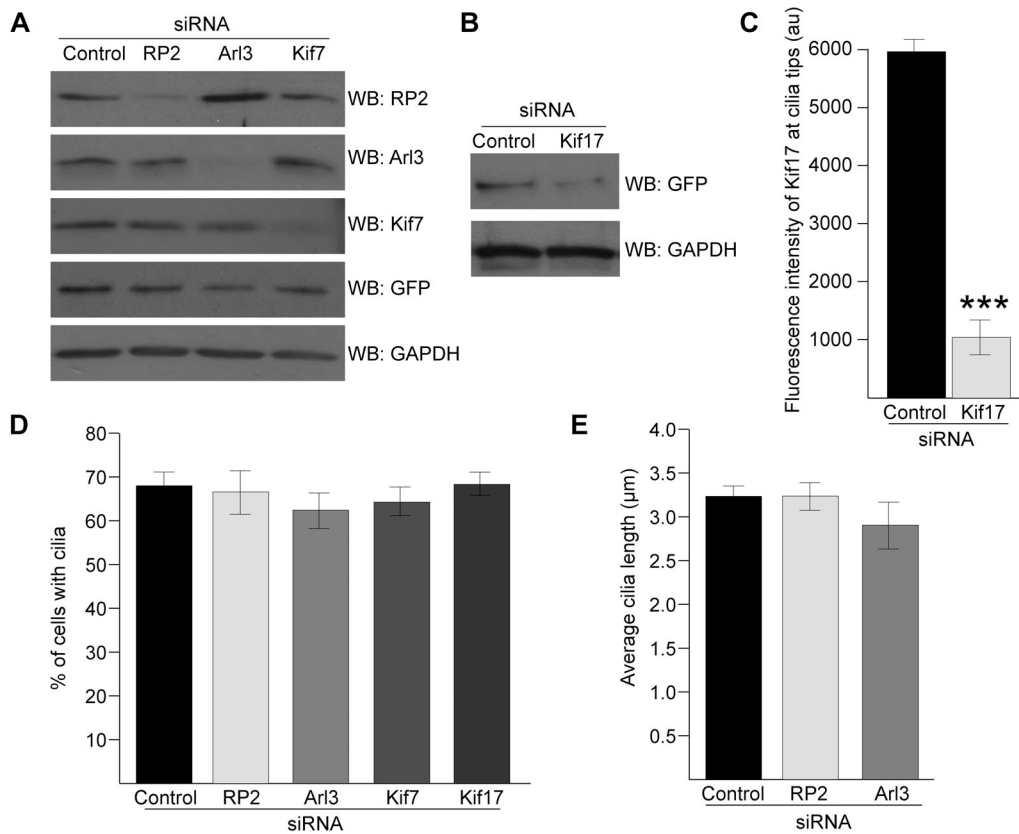 A
siRNA
Control RP2 Arl3 Kif7
WB: RP2
WB: Arl3
WB: Kif7
WB: GFP
WB: GAPDH
B
siRNA
Control Kif17
WB: GFP
WB: GAPDH
C
Fluorescence intensity of Kif17 at cilia tips (au)
6000
5000
4000
3000
2000
1000
***
Control Kif17
siRNA
D
% of cells with cilia
80
70
60
50
40
30
20
10
Control RP2 Arl3 Kif7 Kif17
siRNA
E
Average cilia length (µm)
4.0
3.5
3.0
2.5
2.0
1.5
1.0
0.5
Control RP2 Arl3
siRNA